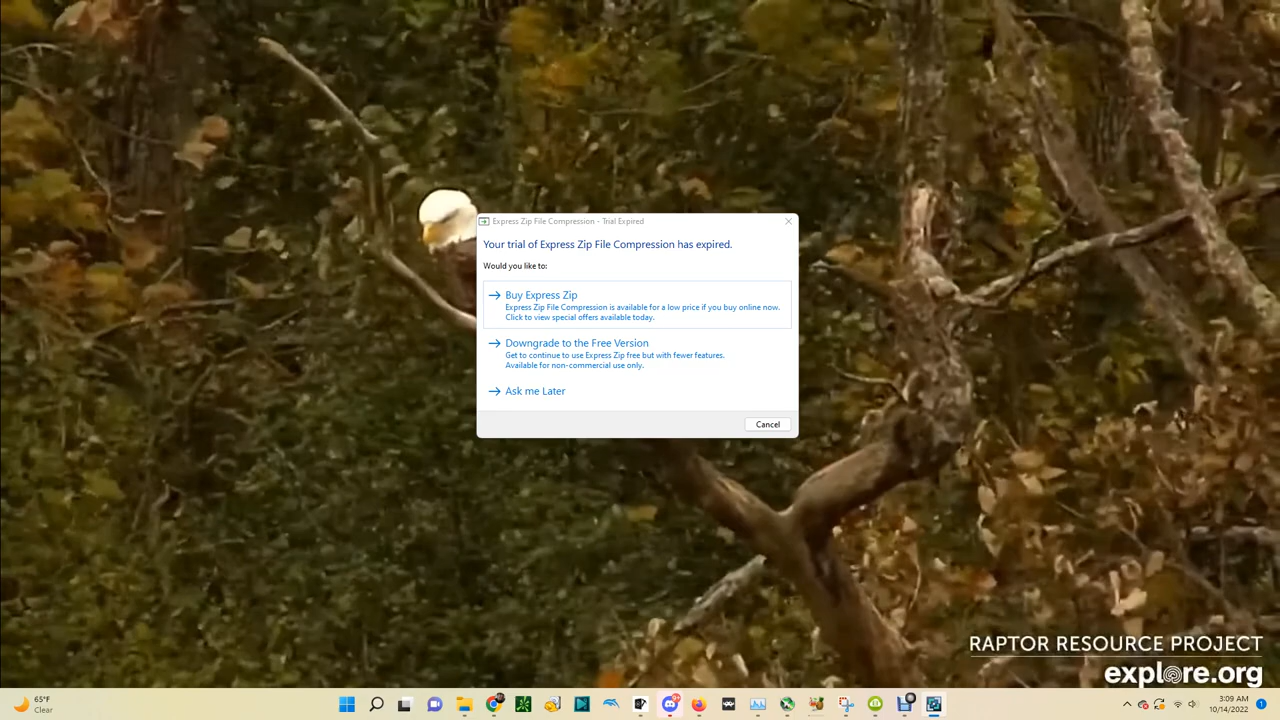 Express Zip File Compression - Trial Expired
Your trial of Express Zip File Compression has expired.
Would you like to:
Buy Express Zip
Express Zip File Compression is available for a low price if you buy online now.
Click to view special offers available today.
Downgrade to the Free Version
Get to continue to use Express Zip free but with fewer features.
Available for non-commercial use only.
Ask me Later
Cancel
RAPTOR RESOURCE PROJECT
explore.org
65°F
Clear
9+
3:09 AM
10/14/2022
1